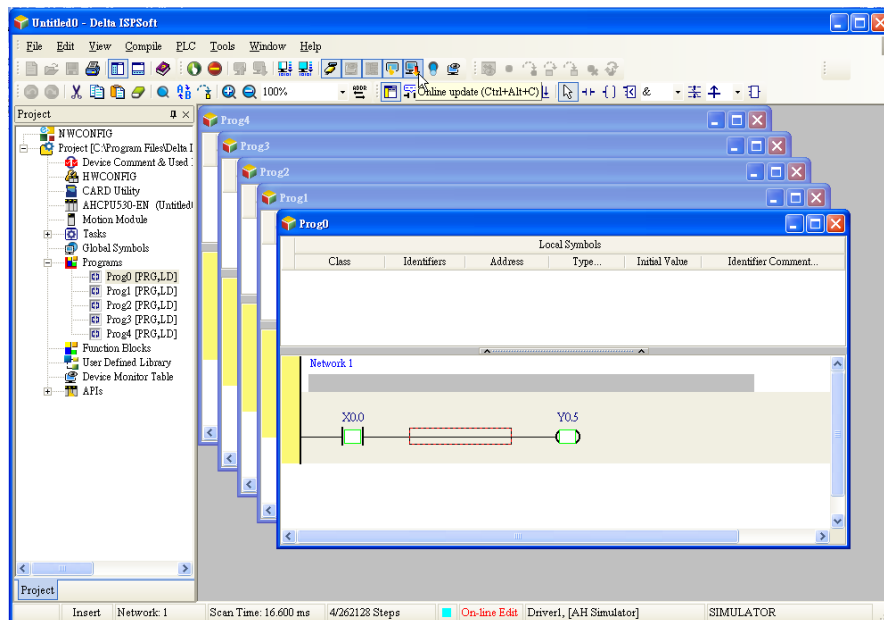 Untitled0 - Delta ISPSoft
File Edit View Compile PLC Tools Window Help
100%
Online update (Ctrl+Alt+C)
Project
NWCONFIG
Project [C:\Program Files\Delta I
Device Comment & Used
HWCONFIG
CARD Utility
AHCPU530-EN (Untitled
Motion Module
Tasks
Global Symbols
Programs
Prog0 [PRG,LD]
Prog1 [PRG,LD]
Prog2 [PRG,LD]
Prog3 [PRG,LD]
Prog4 [PRG,LD]
Function Blocks
User Defined Library
Device Monitor Table
APIs
Project
Prog4
Prog3
Prog2
Prog1
Prog0
Local Symbols
Class Identifiers Address Type... Initial Value Identifier Comment...
Network 1
X0.0 Y0.5
Insert Network: 1 Scan Time: 16.600 ms 4/262128 Steps On-line Edit Driver1, [AH Simulator] SIMULATOR